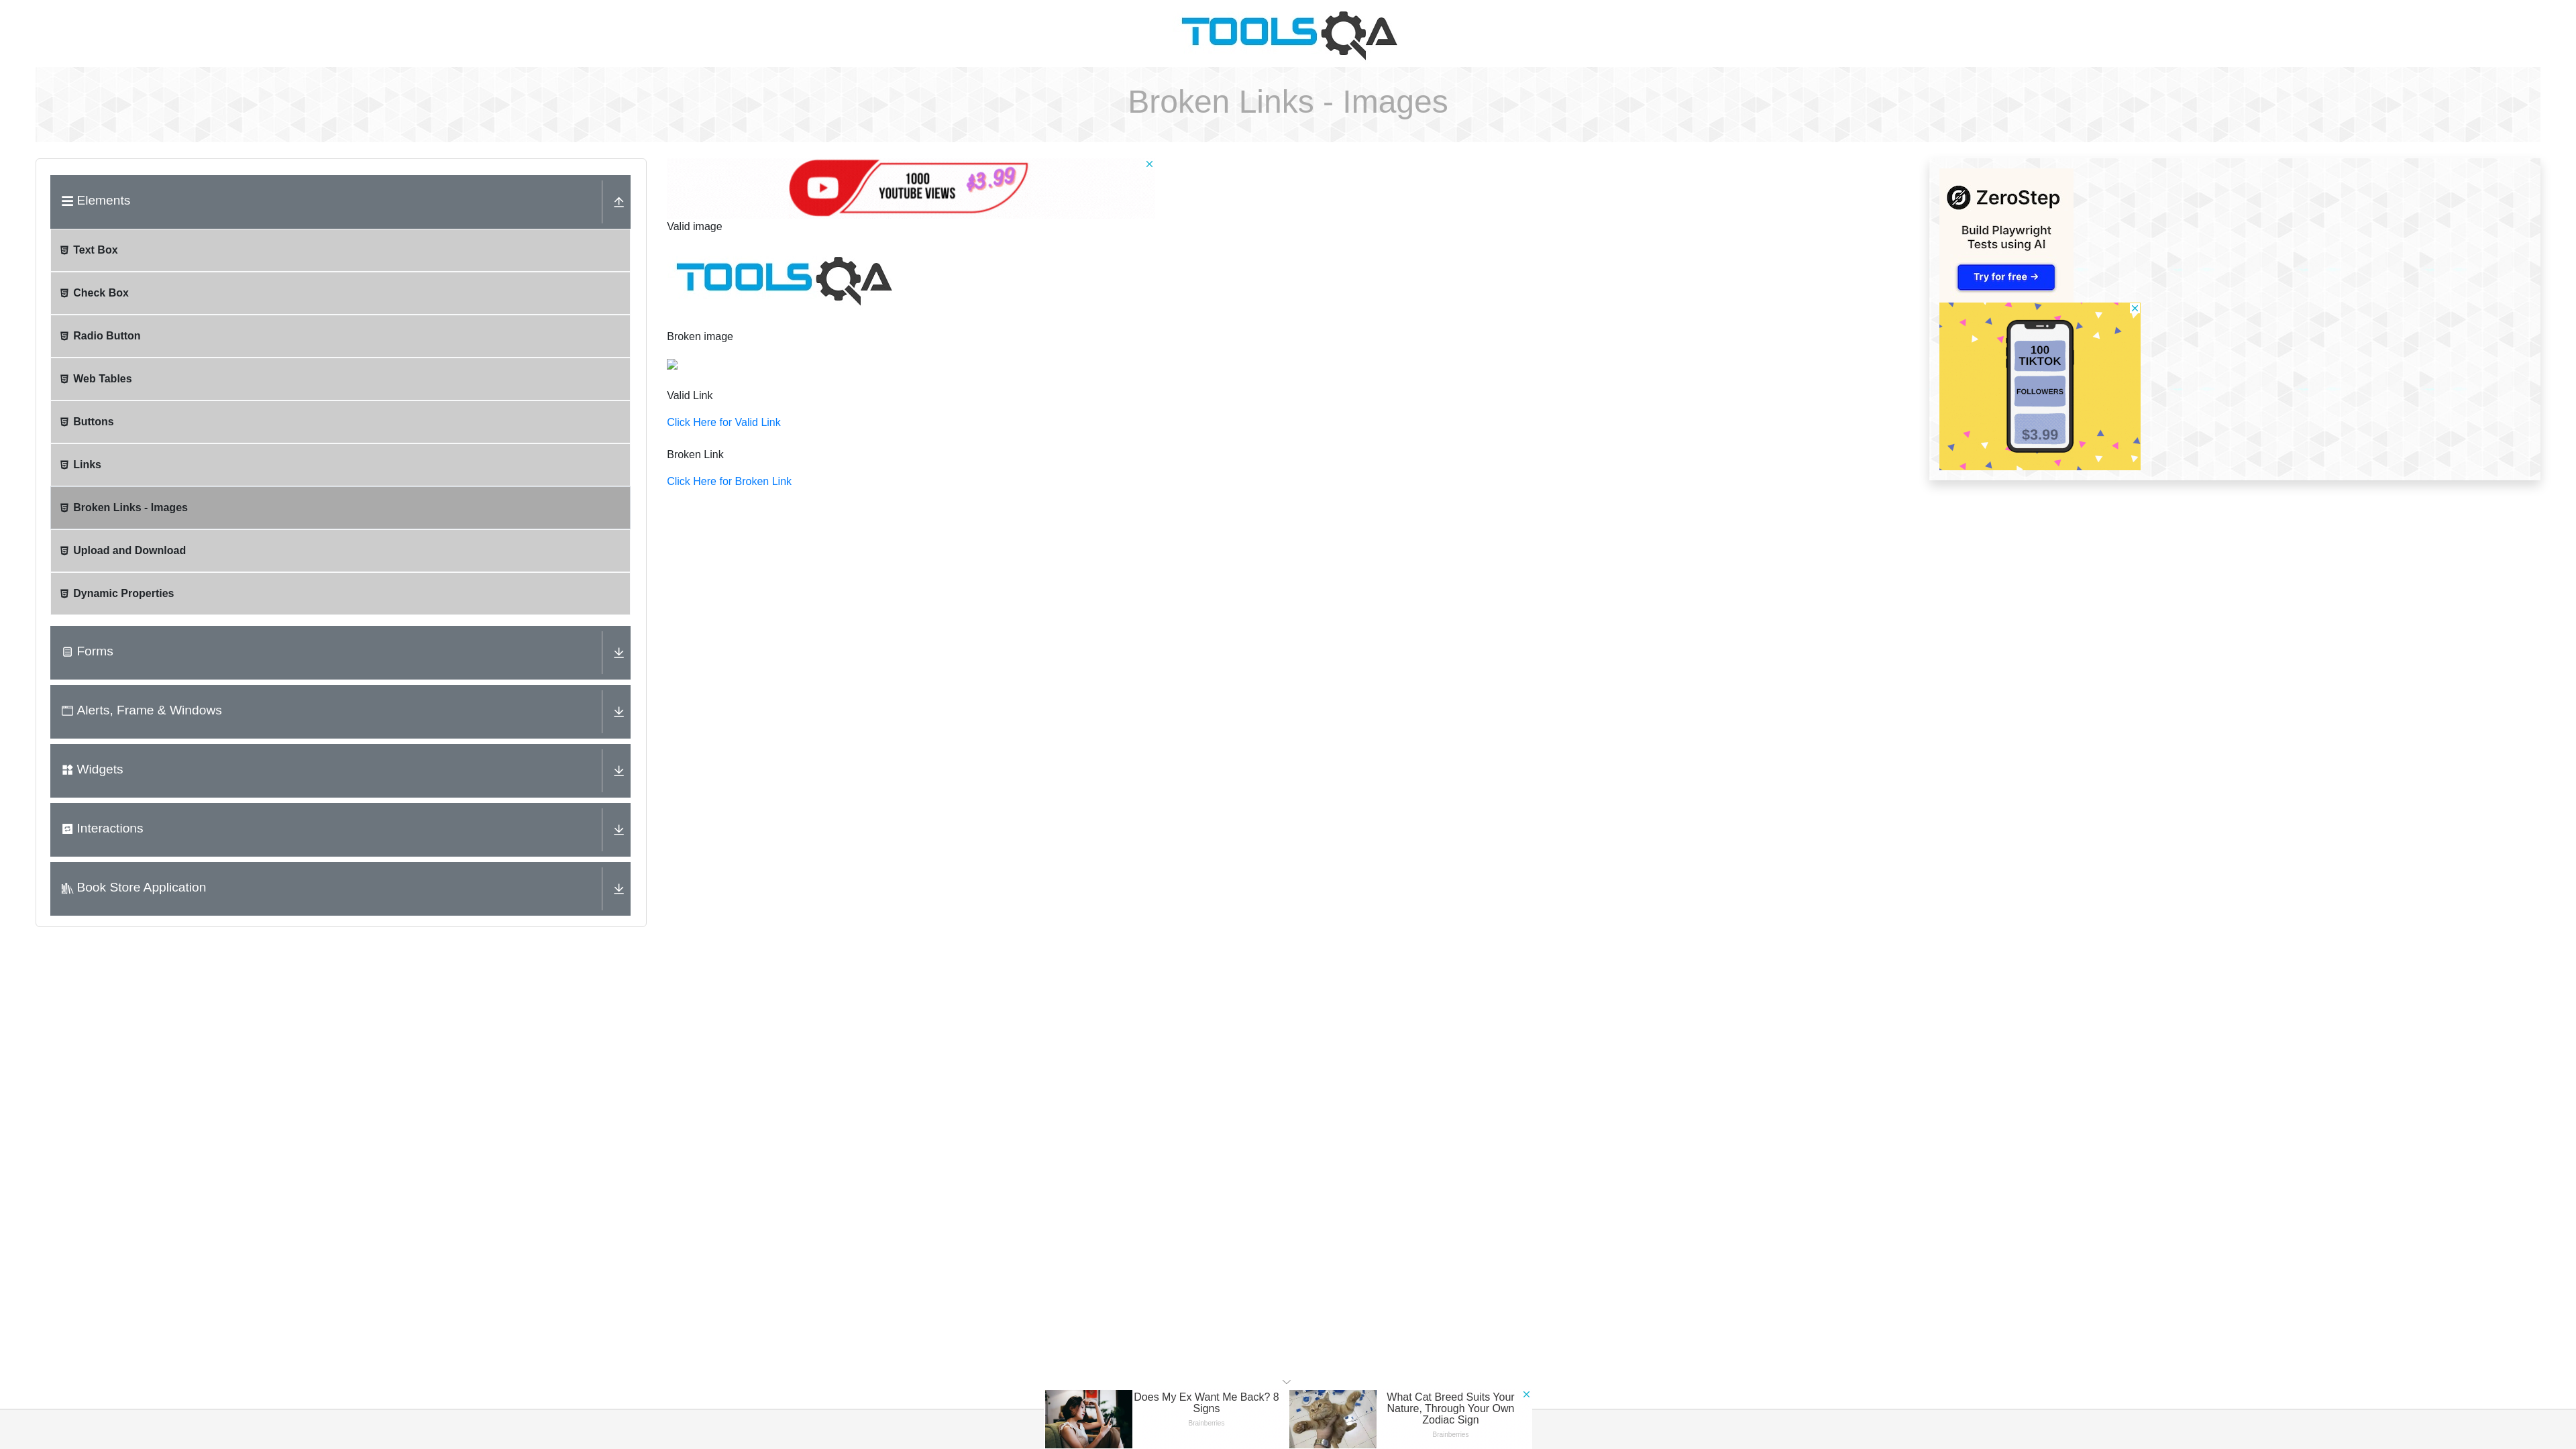 TOOLSQA
Broken Links - Images
Elements
Text Box
Check Box
Radio Button
Web Tables
Buttons
Links
Broken Links - Images
Upload and Download
Dynamic Properties
Forms
Alerts, Frame & Windows
Widgets
Interactions
Book Store Application
1000
YOUTUBE VIEWS
$3.99
Valid image
TOOLSQA
Broken image
Valid Link
Click Here for Valid Link
Broken Link
Click Here for Broken Link
ZeroStep
Build Playwright
Tests using AI
Try for free →
100
TIKTOK
FOLLOWERS
$3.99
Does My Ex Want Me Back? 8
Signs
Brainberries
What Cat Breed Suits Your
Nature, Through Your Own
Zodiac Sign
Brainberries